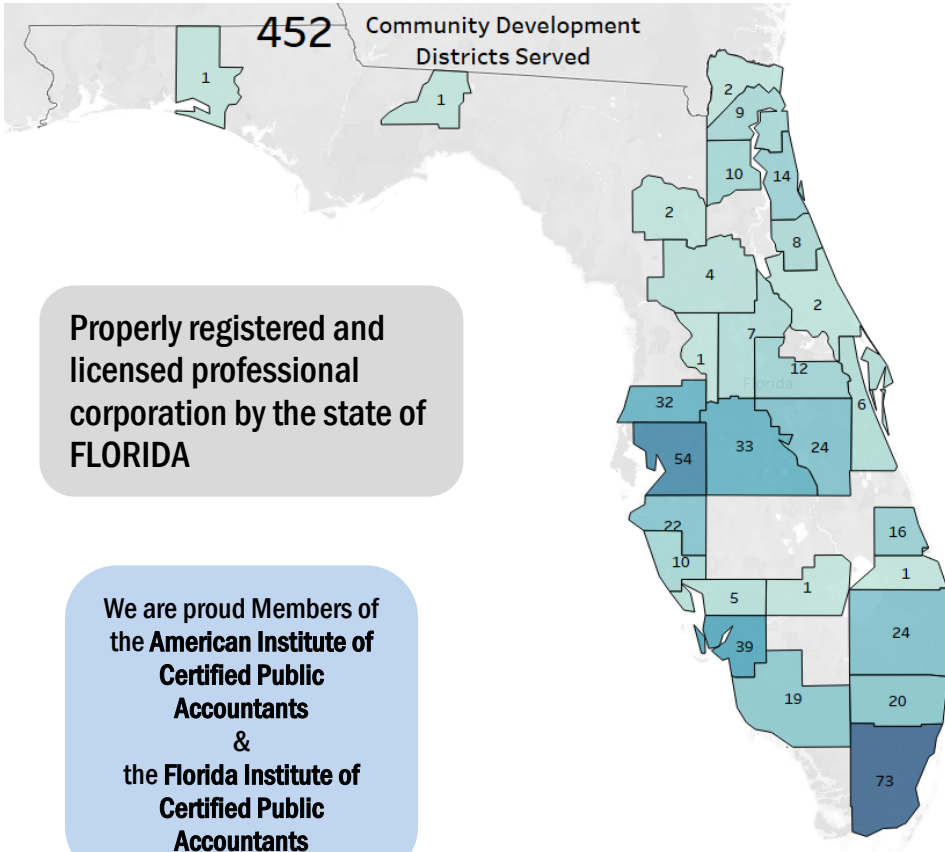 452
Community Development
Districts Served
1
1
2
9
10
14
2
8
4
2
7
1
12
Florida
32
6
54
33
24
22
16
10
1
5
1
39
24
19
20
73
Properly registered and
licensed professional
corporation by the state of
FLORIDA
We are proud Members of
the American Institute of
Certified Public
Accountants
&
the Florida Institute of
Certified Public
Accountants